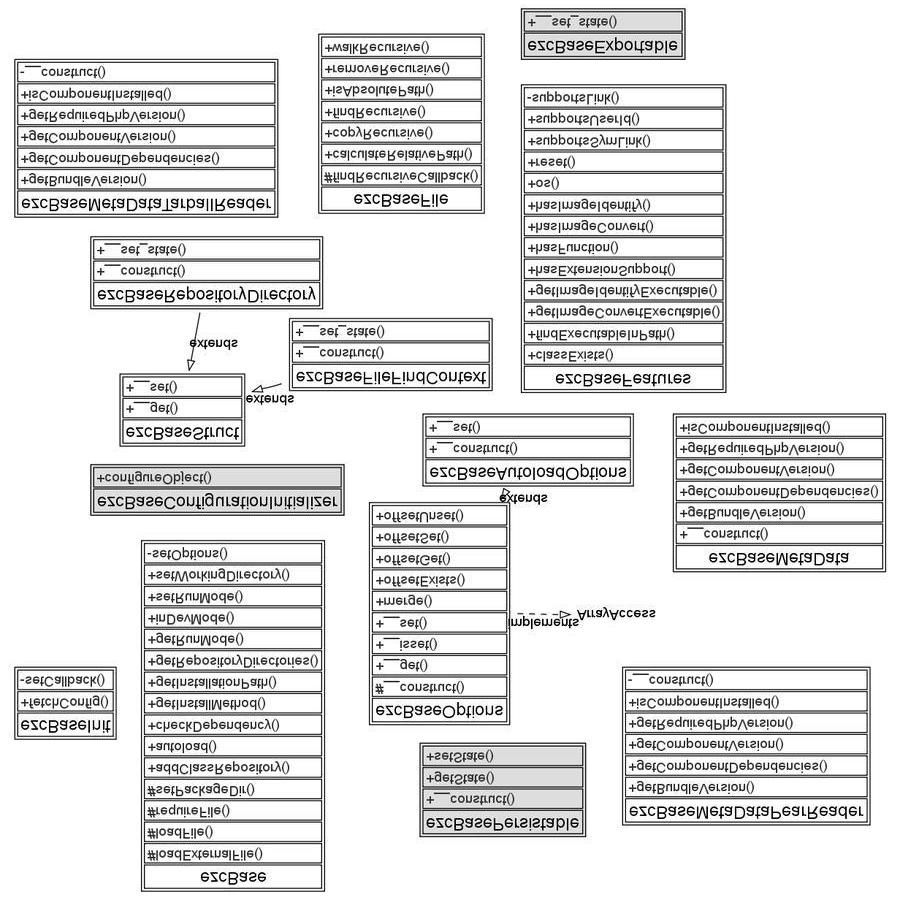 ezcBase
#loadExternalFile()
#loadFile()
#requireFile()
#setPackageDir()
+addClassRepository()
+autoload()
+checkDependency()
+getInstallMethod()
+getInstallationPath()
+getRepositoryDirectories()
+getRunMode()
+inDevMode()
+setRunMode()
+setWorkingDirectory()
-setOptions()
ezcBasePersistable
+__construct()
+getState()
+setState()
ezcBaseMetaDataPearReader
+getBundleVersion()
+getComponentDependencies()
+getComponentVersion()
+getRequiredPhpVersion()
+isComponentInstalled()
-__construct()
ezcBaseInit
+fetchConfig()
-setCallback()
ezcBaseOptions
#__construct()
+__get()
+__isset()
+__set()
+merge()
+offsetExists()
+offsetGet()
+offsetSet()
+offsetUnset()
implements
ArrayAccess
extends
ezcBaseMetaData
+__construct()
+getBundleVersion()
+getComponentDependencies()
+getComponentVersion()
+getRequiredPhpVersion()
+isComponentInstalled()
ezcBaseConfigurationInitializer
+configureObject()
ezcBaseAutoloadOptions
+__construct()
+__set()
ezcBaseStruct
+__get()
+__set()
extends
ezcBaseFileFindContext
+__construct()
+__set_state()
ezcBaseFeatures
+classExists()
+findExecutableInPath()
+getImageConvertExecutable()
+getImageIdentifyExecutable()
+hasExtensionSupport()
+hasFunction()
+hasImageConvert()
+hasImageIdentify()
+os()
+reset()
+supportsSymLink()
+supportsUserId()
-supportsLink()
extends
ezcBaseRepositoryDirectory
+__construct()
+__set_state()
ezcBaseMetaDataTarballReader
+getBundleVersion()
+getComponentDependencies()
+getComponentVersion()
+getRequiredPhpVersion()
+isComponentInstalled()
-__construct()
ezcBaseFile
#findRecursiveCallback()
+calculateRelativePath()
+copyRecursive()
+findRecursive()
+isAbsolutePath()
+removeRecursive()
+walkRecursive()
ezcBaseExportable
+__set_state()